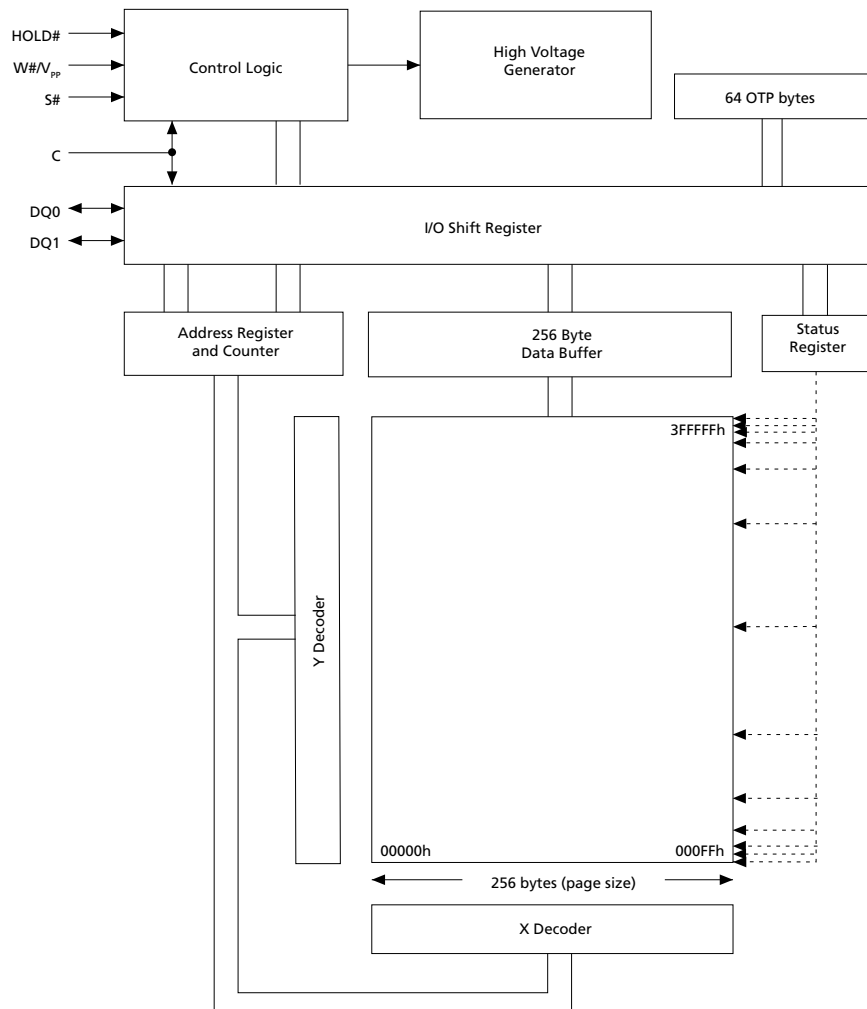 HOLD#
W#/VPP
S#
C
DQ0
DQ1
Control Logic
High Voltage
Generator
64 OTP bytes
I/O Shift Register
Address Register
and Counter
256 Byte
Data Buffer
Status
Register
3FFFFFh
Y Decoder
00000h
000FFh
256 bytes (page size)
X Decoder